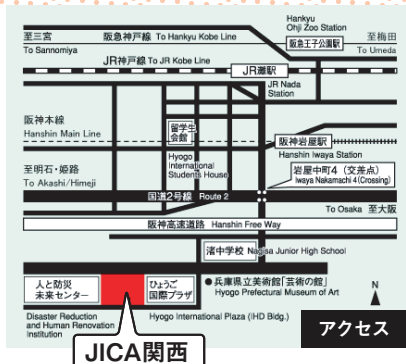 Hankyu
Ohji Zoo Station
至三宮
阪急神戸線 To Hankyu Kobe Line
阪急王子公園駅
至梅田
To Sannomiya
To Umeda
JR神戸線 To JR Kobe Line
JR灘駅
JR Nada
Station
阪神本線
Hanshin Main Line
留学生
会館
阪神岩屋駅
Hyogo
International
Students House
Hanshin Iwaya Station
至明石・姫路
To Akashi/Himeji
岩屋中町4（交差点）
Iwaya Nakamachi 4 (Crossing)
国道2号線 Route 2
To Osaka 至大阪
阪神高速道路 Hanshin Free Way
渚中学校 Nagisa Junior High School
人と防災
未来センター
ひょうご
国際プラザ
●兵庫県立美術館「芸術の館」
Hyogo Prefectural Museum of Art
N
Disaster Reduction
and Human Renovation
Institution
Hyogo International Plaza (IHD Bldg.)
アクセス
JICA関西